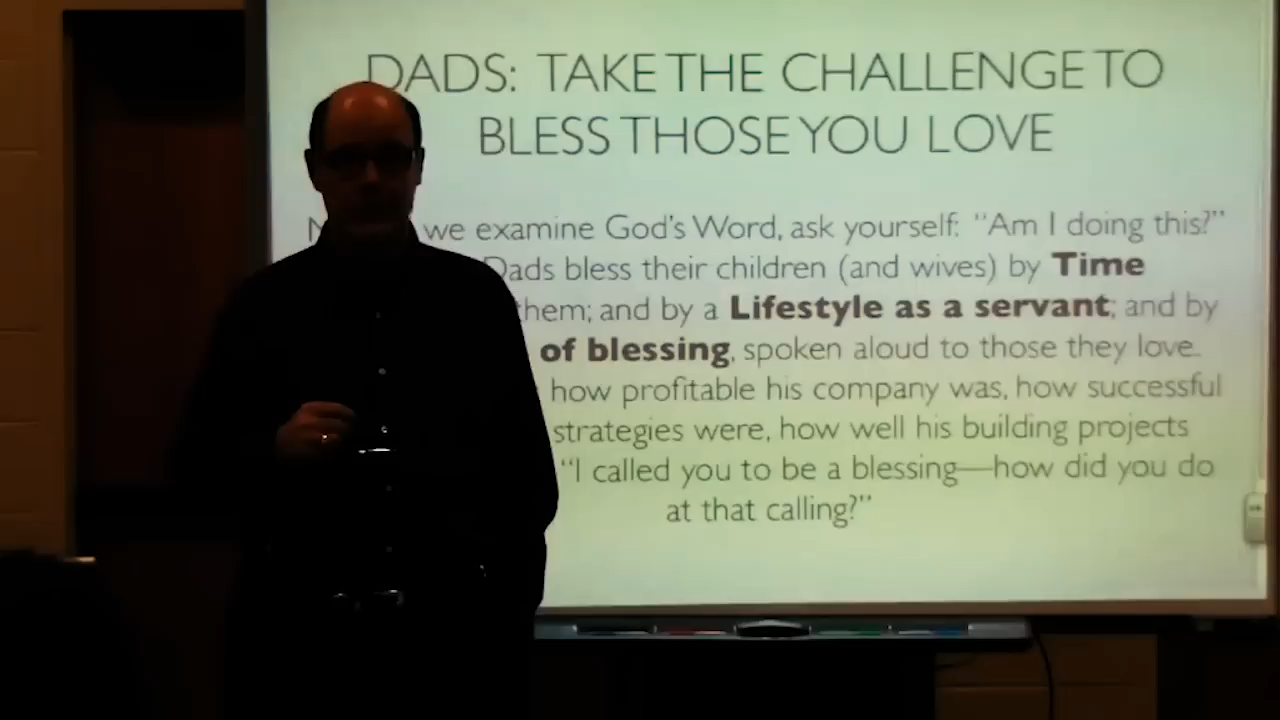 DADS: TAKE THE CHALLENGE TO
BLESS THOSE YOU LOVE
we examine God's Word, ask yourself: "Am I doing this?"
Dads bless their children (and wives) by Time
them; and by a Lifestyle as a servant; and by
of blessing, spoken aloud to those they love.
how profitable his company was, how successful
strategies were, how well his building projects
"I called you to be a blessing—how did you do
at that calling?"